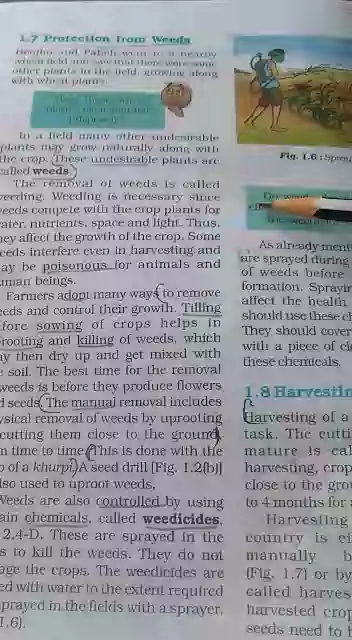 1.7 Protection from Weeds
and Paheli went to a nearby
wheat field and saw that there were some
other plants in the field, growing along
with wheat plants.
In a field many other undesirable
plants may grow naturally along with
the crop. These undesirable plants are
called weeds.
The removal of weeds is called
weeding. Weeding is necessary since
weeds compete with the crop plants for
water, nutrients, space and light. Thus,
they affect the growth of the crop. Some
weeds interfere even in harvesting and
may be poisonous for animals and
human beings.
Farmers adopt many ways to remove
weeds and control their growth. Tilling
before sowing of crops helps in
uprooting and killing of weeds, which
may then dry up and get mixed with
the soil. The best time for the removal
of weeds is before they produce flowers
and seeds. The manual removal includes
physical removal of weeds by uprooting
or cutting them close to the ground,
from time to time. This is done with the
help of a khurpi. A seed drill [Fig. 1.2(b)]
is also used to uproot weeds.
Weeds are also controlled by using
certain chemicals, called weedicides,
2,4-D. These are sprayed in the
fields to kill the weeds. They do not
damage the crops. The weedicides are
diluted with water to the extent required
and sprayed in the fields with a sprayer.
1.6).
Fig. 1.6 : Spray
As already ment
are sprayed during
of weeds before
formation. Sprayin
affect the health
should use these ch
They should cover
with a piece of clo
these chemicals.
1.8 Harvestin
Harvesting of a
task. The cutti
mature is cal
harvesting, crop
close to the grou
to 4 months for a
Harvesting
country is ei
manually b
(Fig. 1.7) or by
called harves
harvested crop
seeds need to b